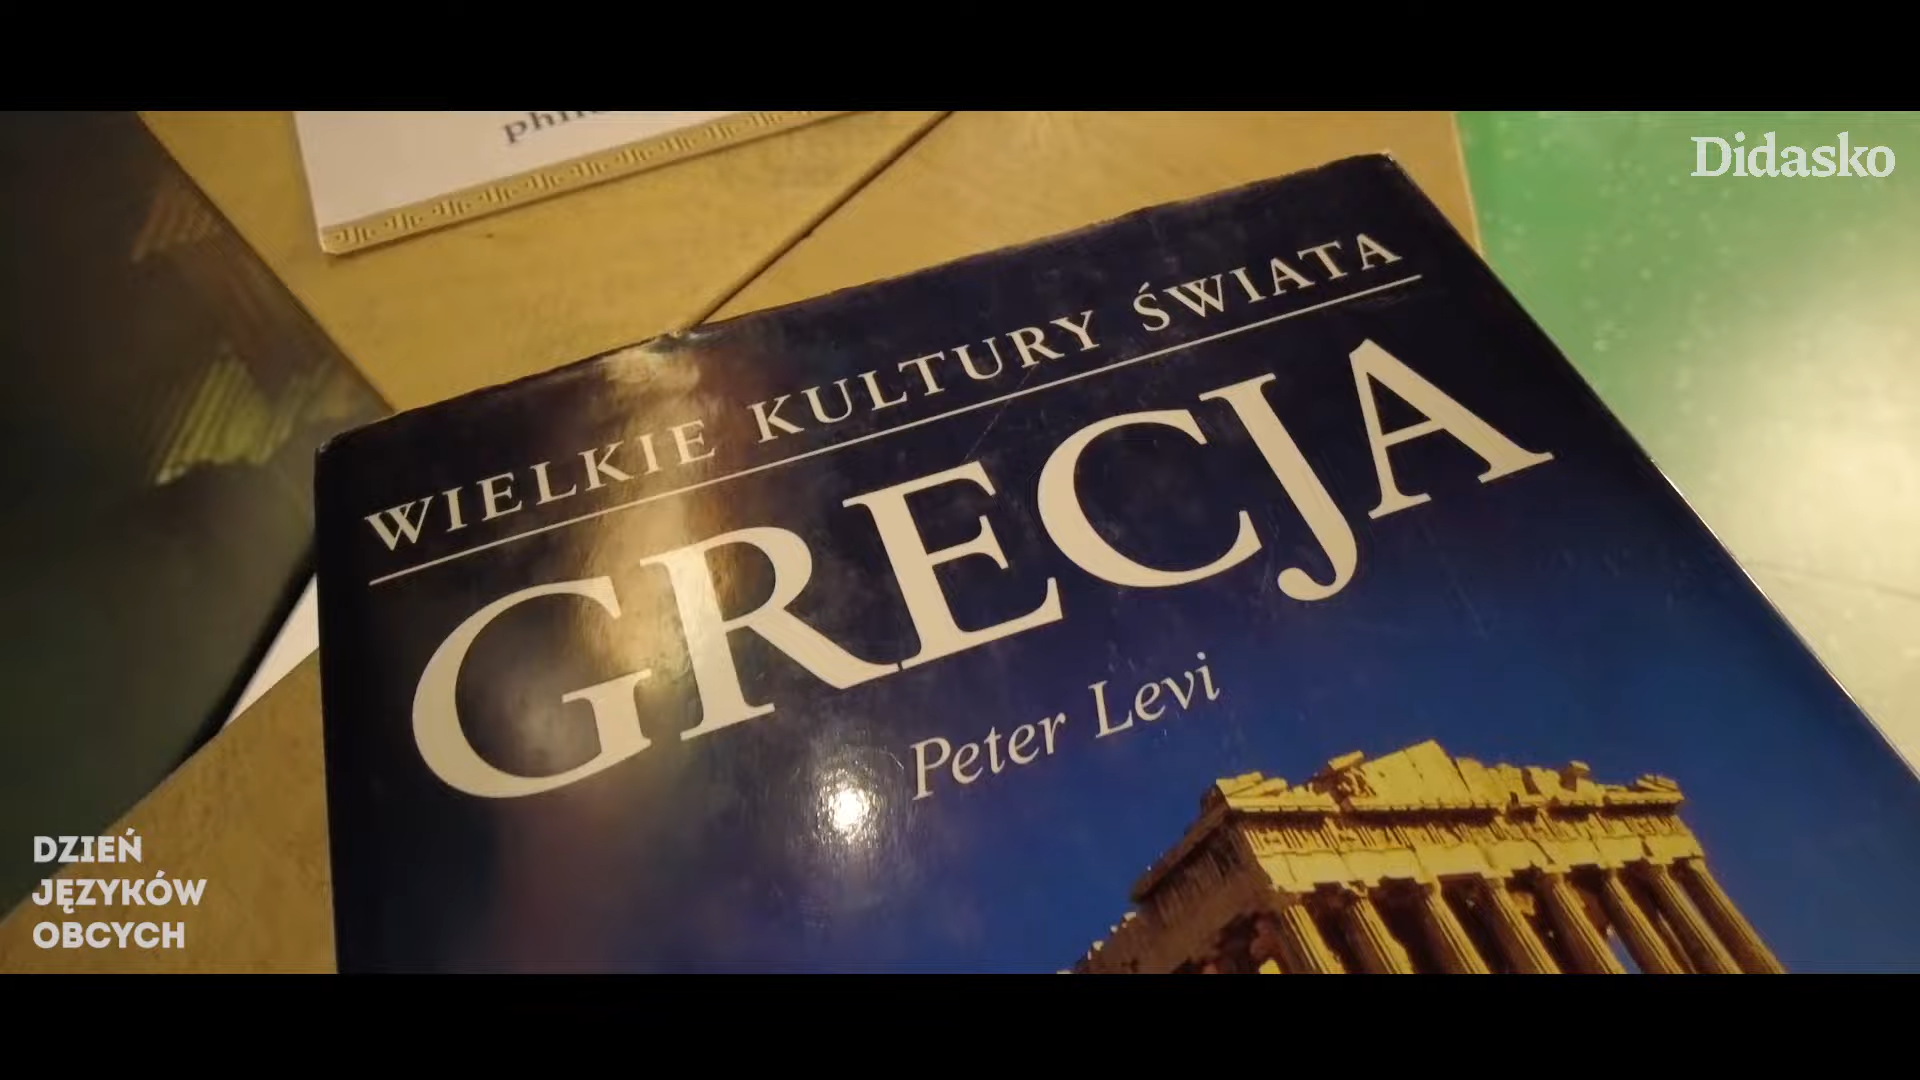 Didasko
WIELKIE KULTURY ŚWIATA
GRECJA
Peter Levi
DZIEŃ
JĘZYKÓW
OBCYCH